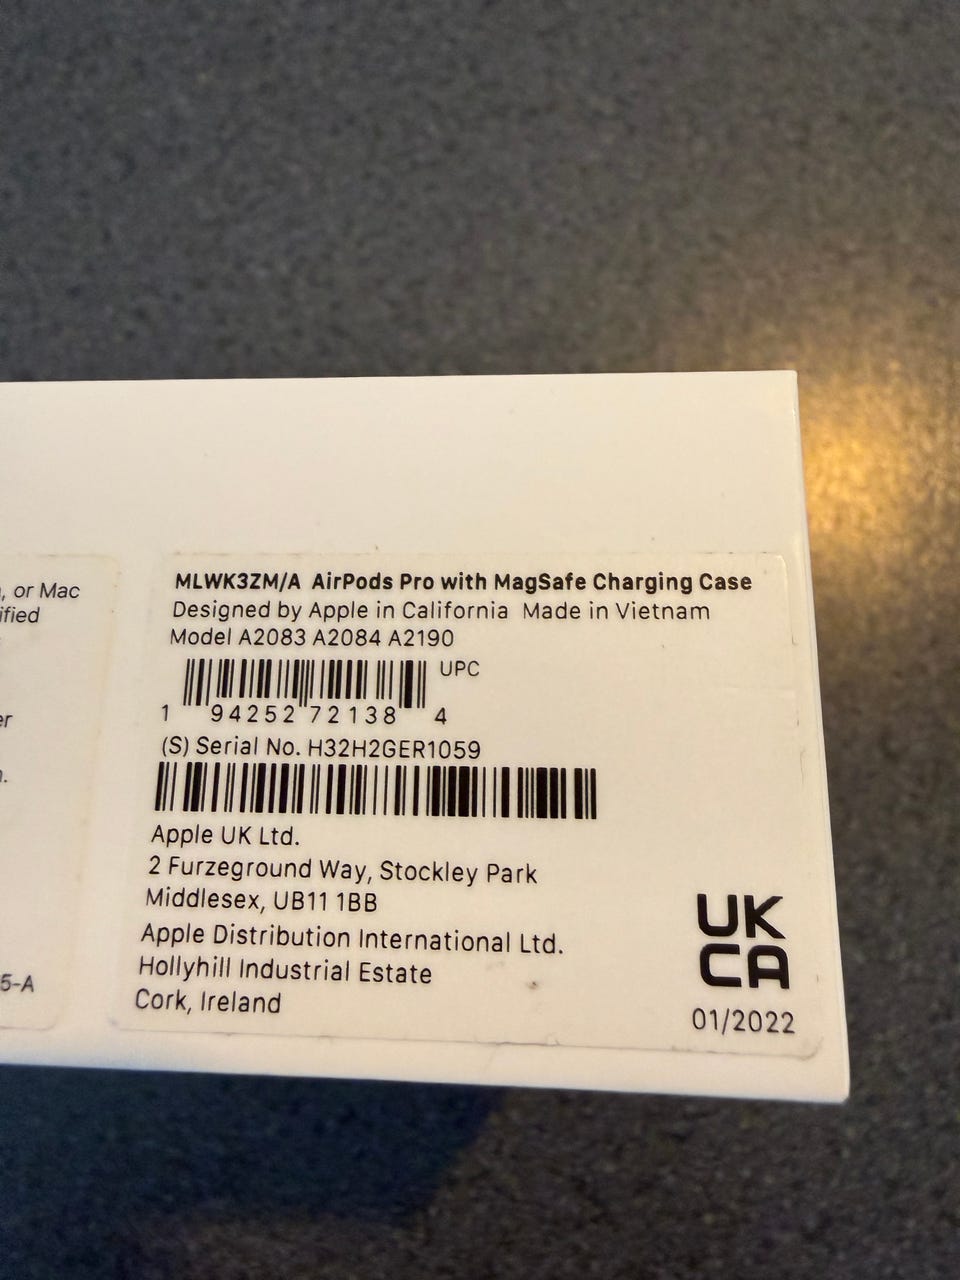 , or Mac
ified
er
5-A
MLWK3ZM/A AirPods Pro with MagSafe Charging Case
Designed by Apple in California Made in Vietnam
Model A2083 A2084 A2190
UPC
1 94252 72138 4
(S) Serial No. H32H2GER1059
Apple UK Ltd.
2 Furzeground Way, Stockley Park
Middlesex, UB11 1BB
Apple Distribution International Ltd.
Hollyhill Industrial Estate
Cork, Ireland
UK
CA
01/2022